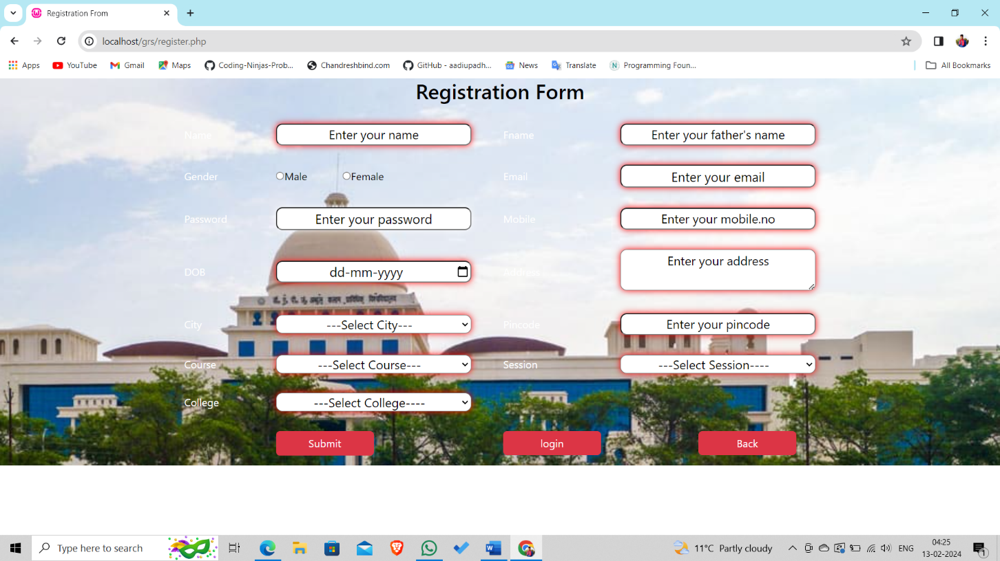 Registration From
localhost/grs/register.php
Apps YouTube Gmail Maps Coding-Ninjas-Prob... Chandreshbind.com GitHub - aadiupadh... News Translate Programming Foun... All Bookmarks
Registration Form
Name Enter your name Fname Enter your father's name
Gender Male Female Email Enter your email
Password Enter your password Mobile Enter your mobile.no
DOB dd-mm-yyyy Address Enter your address
City ---Select City--- Pincode Enter your pincode
Course ---Select Course--- Session ---Select Session----
College ---Select College----
Submit login Back
Type here to search 11°C Partly cloudy ENG 04:25
13-02-2024 1